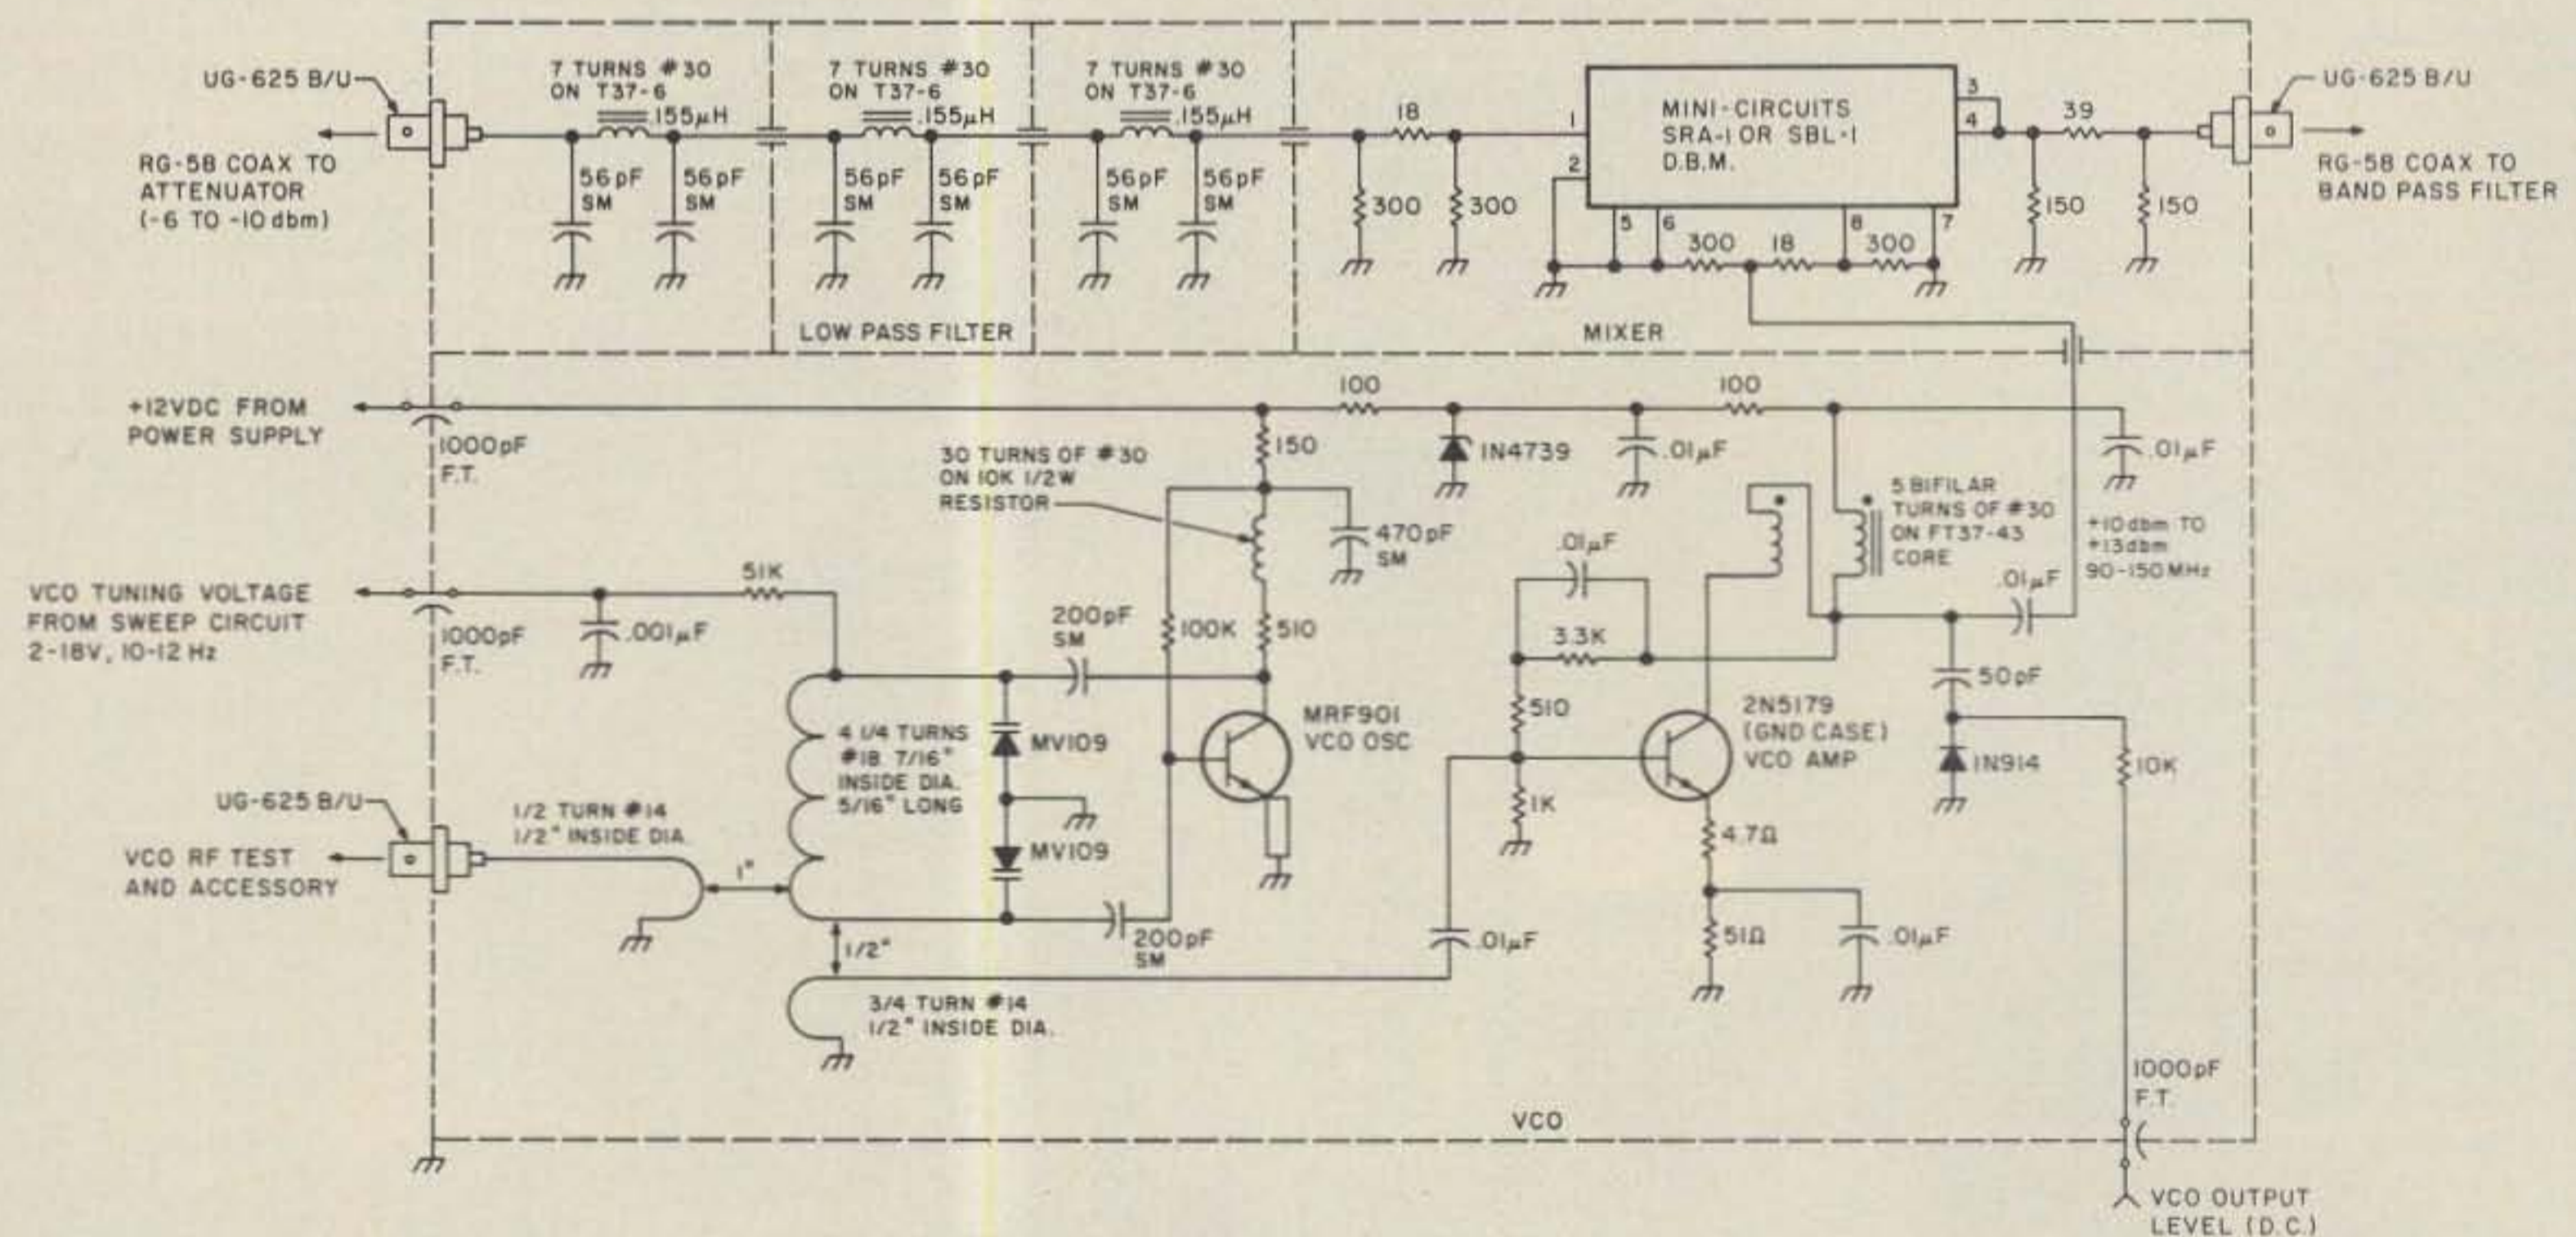 UG-625 B/U
RG-58 COAX TO
ATTENUATOR
(-6 TO -10 dbm)
7 TURNS #30
ON T37-6
.155µH
56pF
SM
56pF
SM
7 TURNS #30
ON T37-6
.155µH
56pF
SM
56pF
SM
7 TURNS #30
ON T37-6
.155µH
56pF
SM
56pF
SM
LOW PASS FILTER
18
300
300
1
2
MINI-CIRCUITS
SRA-1 OR SBL-1
D.B.M.
3
4
5
6
8
7
300
18
300
39
150
150
MIXER
UG-625 B/U
RG-58 COAX TO
BAND PASS FILTER
+12VDC FROM
POWER SUPPLY
1000pF
F.T.
100
100
150
1N4739
.01µF
.01µF
30 TURNS OF #30
ON 10K 1/2W
RESISTOR
470pF
SM
5 BIFILAR
TURNS OF #30
ON FT37-43
CORE
+10dbm TO
+13dbm
90-150 MHz
VCO TUNING VOLTAGE
FROM SWEEP CIRCUIT
2-18V, 10-12 Hz
1000pF
F.T.
.001µF
51K
200pF
SM
100K
510
.01µF
3.3K
.01µF
50pF
510
4 1/4 TURNS
#18 7/16"
INSIDE DIA.
5/16" LONG
MV109
MV109
MRF901
VCO OSC
2N5179
(GND CASE)
VCO AMP
1N914
10K
1K
4.7Ω
51Ω
.01µF
.01µF
UG-625 B/U
VCO RF TEST
AND ACCESSORY
1/2 TURN #14
1/2" INSIDE DIA.
1"
1/2"
200pF
SM
3/4 TURN #14
1/2" INSIDE DIA.
VCO
1000pF
F.T.
VCO OUTPUT
LEVEL (D.C.)